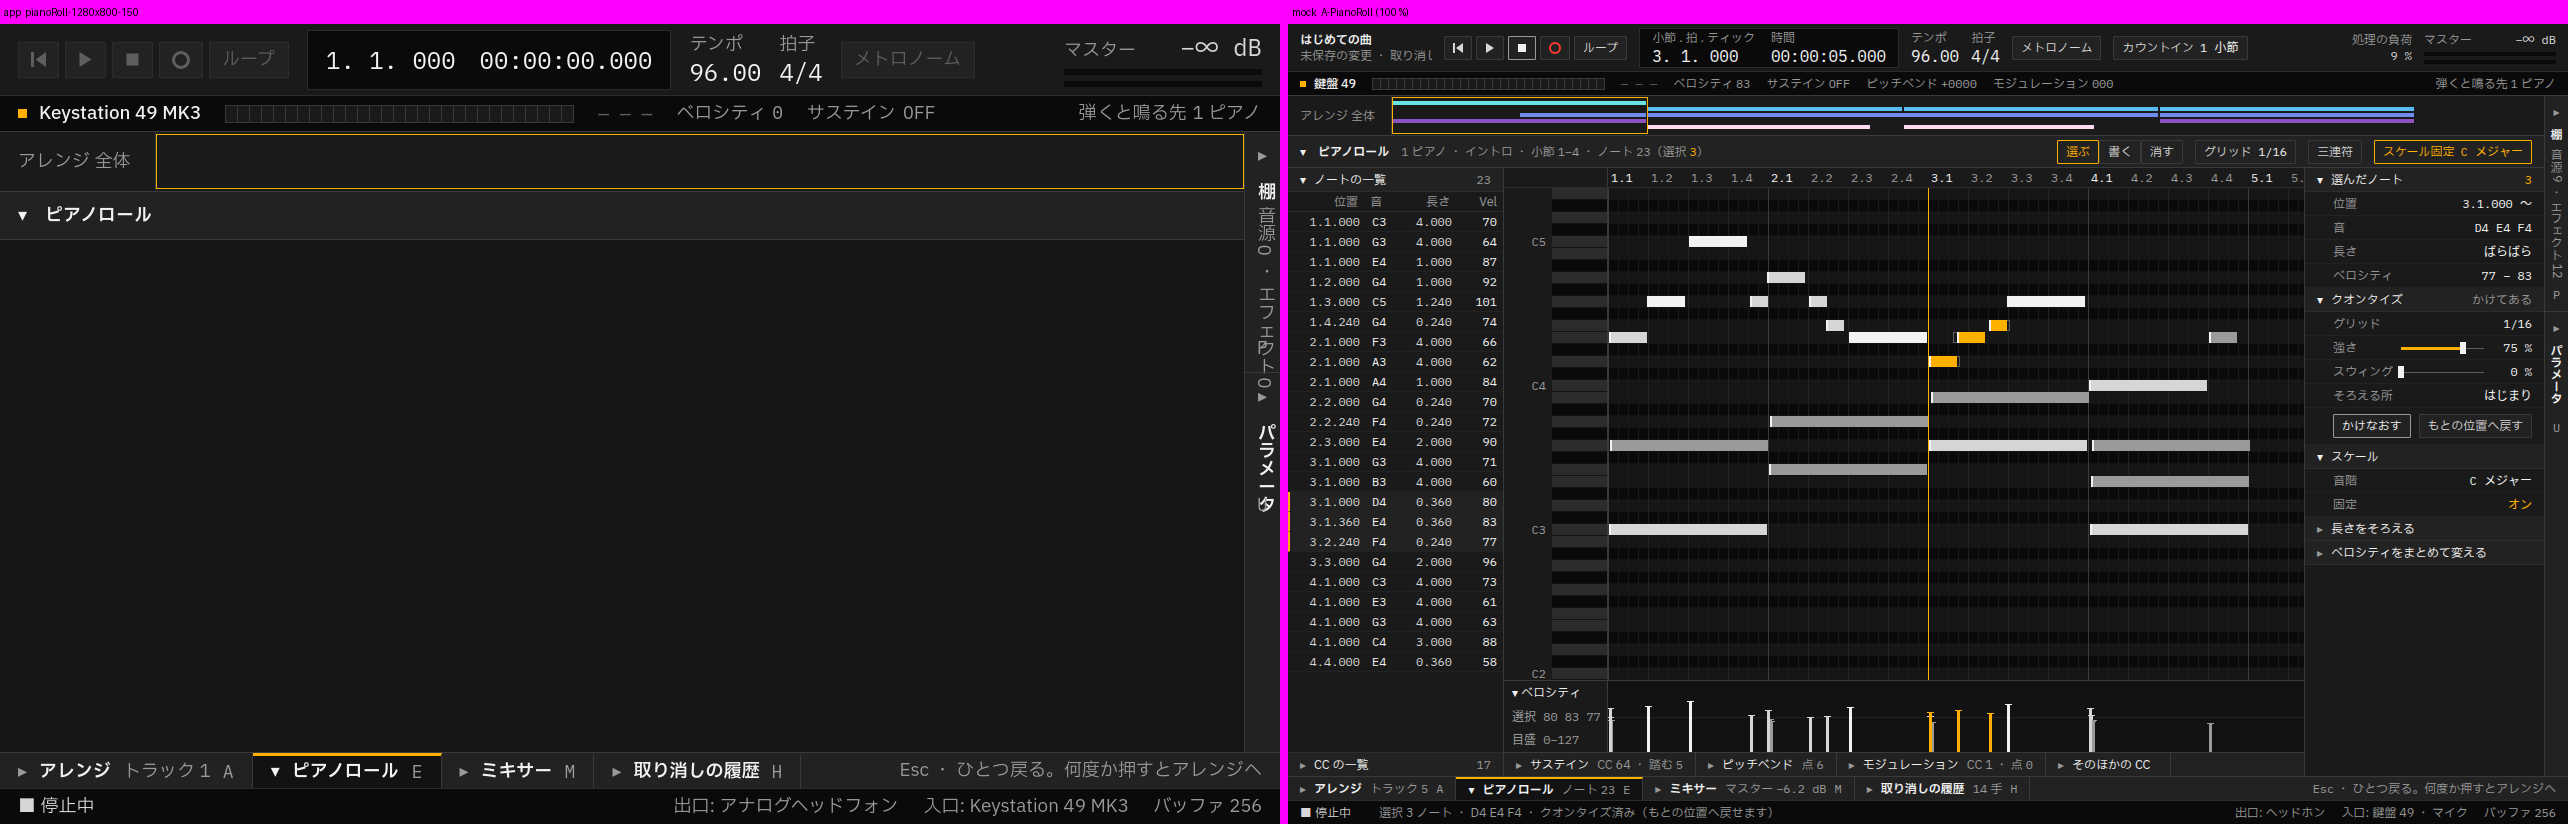 app pianoRoll-1280x800-150
ループ
1. 1. 000 00:00:00.000
テンポ
96.00
拍子
4/4
メトロノーム
マスター −∞ dB
Keystation 49 MK3
— — —
ベロシティ 0
サステイン OFF
弾くと鳴る先 1 ピアノ
アレンジ 全体
▼ ピアノロール
▶ 棚 音源 0 · エフェクト 0
P
▶ パラメータ
▶ アレンジ トラック 1 A
▼ ピアノロール E
▶ ミキサー M
▶ 取り消しの履歴 H
Esc · ひとつ戻る。何度か押すとアレンジへ
■ 停止中
出口: アナログヘッドフォン
入口: Keystation 49 MK3
バッファ 256
mock A-PianoRoll (100 %)
はじめての曲
未保存の変更 · 取り消し
ループ
小節 . 拍 . ティック
3. 1. 000
時間
00:00:05.000
テンポ
96.00
拍子
4/4
メトロノーム
カウントイン 1 小節
処理の負荷
9 %
マスター −∞ dB
鍵盤 49
— — —
ベロシティ 83
サステイン OFF
ピッチベンド +0000
モジュレーション 000
弾くと鳴る先 1 ピアノ
アレンジ 全体
▼ ピアノロール 1 ピアノ · イントロ · 小節 1–4 · ノート 23（選択 3）
選ぶ 書く 消す
グリッド 1/16
三連符
スケール固定 C メジャー
▼ ノートの一覧 23
位置 音 長さ Vel
1.1.000 C3 4.000 70
1.1.000 G3 4.000 64
1.1.000 E4 1.000 87
1.2.000 G4 1.000 92
1.3.000 C5 1.240 101
1.4.240 G4 0.240 74
2.1.000 F3 4.000 66
2.1.000 A3 4.000 62
2.1.000 A4 1.000 84
2.2.000 G4 0.240 70
2.2.240 F4 0.240 72
2.3.000 E4 2.000 90
3.1.000 G3 4.000 71
3.1.000 B3 4.000 60
3.1.000 D4 0.360 80
3.1.360 E4 0.360 83
3.2.240 F4 0.240 77
3.3.000 G4 2.000 96
4.1.000 C3 4.000 73
4.1.000 E3 4.000 61
4.1.000 G3 4.000 63
4.1.000 C4 3.000 88
4.4.000 E4 0.360 58
1.1 1.2 1.3 1.4 2.1 2.2 2.3 2.4 3.1 3.2 3.3 3.4 4.1 4.2 4.3 4.4 5.1 5.
C5
C4
C3
C2
▼ ベロシティ
選択 80 83 77
目盛 0–127
▼ 選んだノート 3
位置 3.1.000 〜
音 D4 E4 F4
長さ ばらばら
ベロシティ 77 – 83
▼ クオンタイズ かけてある
グリッド 1/16
強さ 75 %
スウィング 0 %
そろえる所 はじまり
かけなおす もとの位置へ戻す
▼ スケール
音階 C メジャー
固定 オン
▶ 長さをそろえる
▶ ベロシティをまとめて変える
▶ 棚 音源 9 · エフェクト 12 P
▶ パラメータ U
▶ CC の一覧 17
▶ サステイン CC 64 · 踏む 5
▶ ピッチベンド 点 6
▶ モジュレーション CC 1 · 点 0
▶ そのほかの CC
▶ アレンジ トラック 5 A
▼ ピアノロール ノート 23 E
▶ ミキサー マスター −6.2 dB M
▶ 取り消しの履歴 14 手 H
Esc · ひとつ戻る。何度か押すとアレンジへ
■ 停止中
選択 3 ノート · D4 E4 F4 · クオンタイズ済み（もとの位置へ戻せます）
出口: ヘッドホン
入口: 鍵盤 49 · マイク
バッファ 256